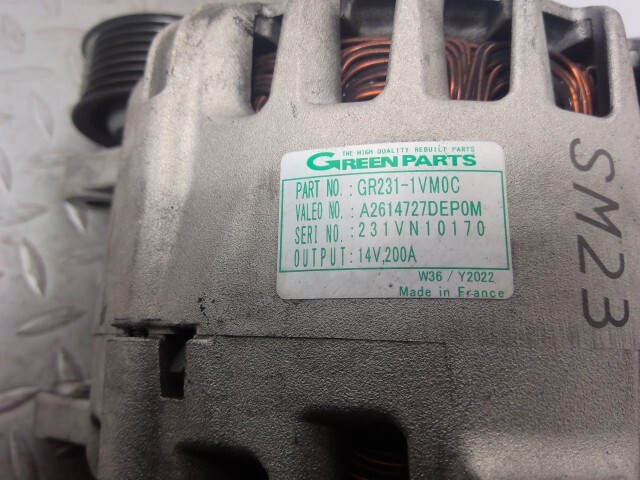 THE HIGH QUALITY REBUILT PARTS
GREEN PARTS
PART NO.: GR231-1VM0C
VALEO NO.: A2614727DEP0M
SERI NO.: 231VN10170
OUTPUT: 14V,200A
W36 / Y2022
Made in France
SM23